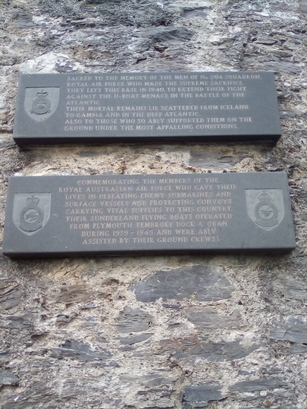 SACRED TO THE MEMORY OF THE MEN OF No. 204 SQUADRON,
ROYAL AIR FORCE WHO MADE THE SUPREME SACRIFICE.
THEY LEFT THIS BASE IN 1940, TO EXTEND THEIR FIGHT
AGAINST THE U-BOAT MENACE IN THE BATTLE OF THE
ATLANTIC.
THEIR MORTAL REMAINS LIE SCATTERED FROM ICELAND
TO GAMBIA AND IN THE DEEP ATLANTIC
ALSO TO THOSE WHO SO ABLY SUPPORTED THEM ON THE
GROUND UNDER THE MOST APPALLING CONDITIONS.
COMMEMORATING THE MEMBERS OF THE
ROYAL AUSTRALIAN AIR FORCE WHO GAVE THEIR
LIVES IN DEFEATING ENEMY SUBMARINES AND
SURFACE VESSELS AND PROTECTING CONVOYS
CARRYING VITAL SUPPLIES TO THIS COUNTRY.
THEIR SUNDERLAND FLYING BOATS OPERATED
FROM PLYMOUTH, PEMBROKE DOCK & OBAN
DURING 1939 - 1945 AND WERE ABLY
ASSISTED BY THEIR GROUND CREWS.